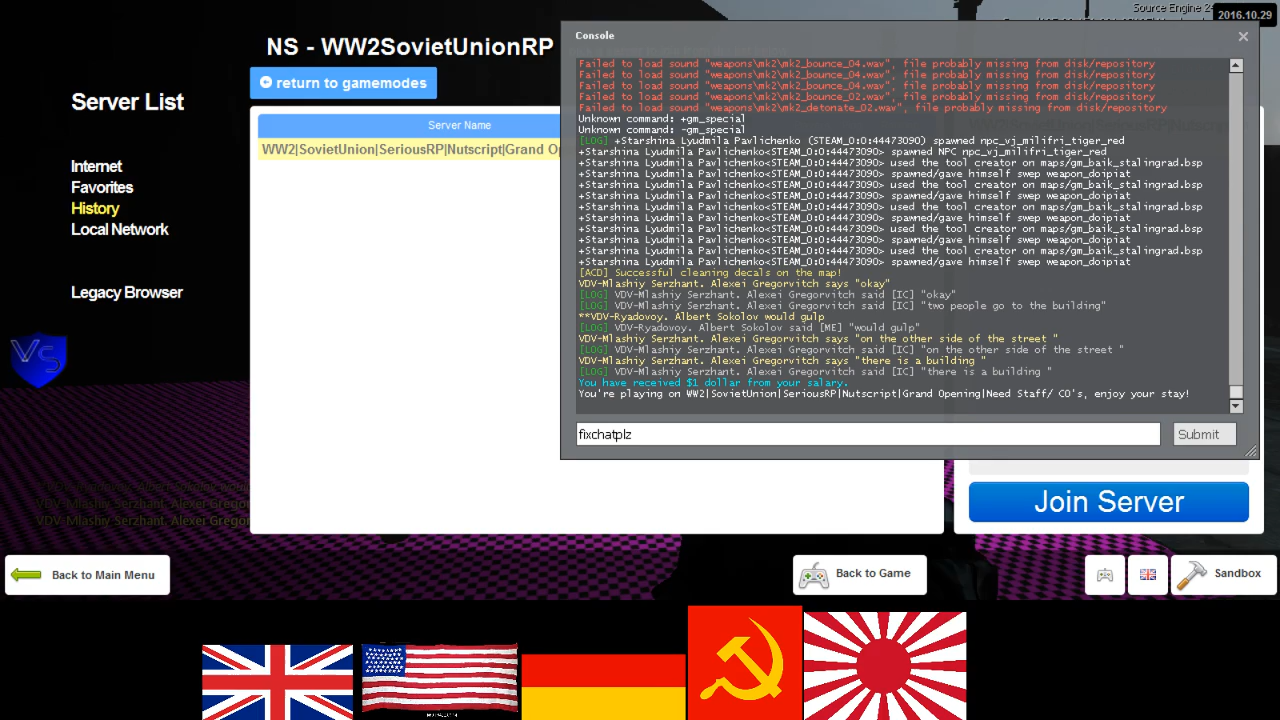 Source Engine 24
2016.10.29
NS - WW2SovietUnionRP
return to gamemodes
Server List
Internet
Favorites
History
Local Network
Legacy Browser
VS
Server Name
WW2|SovietUnion|SeriousRP|Nutscript|Grand Op
Console
Failed to load sound "weapons\mk2\mk2_bounce_04.wav", file probably missing from disk/repository
Failed to load sound "weapons\mk2\mk2_bounce_04.wav", file probably missing from disk/repository
Failed to load sound "weapons\mk2\mk2_bounce_04.wav", file probably missing from disk/repository
Failed to load sound "weapons\mk2\mk2_bounce_02.wav", file probably missing from disk/repository
Failed to load sound "weapons\mk2\mk2_detonate_02.wav", file probably missing from disk/repository
Unknown command: +gm_special
Unknown command: -gm_special
[LOG] +Starshina Lyudmila Pavlichenko (STEAM_0:0:44473090) spawned npc_vj_milifri_tiger_red
+Starshina Lyudmila Pavlichenko<STEAM_0:0:44473090> spawned NPC npc_vj_milifri_tiger_red
+Starshina Lyudmila Pavlichenko<STEAM_0:0:44473090> used the tool creator on maps/gm_baik_stalingrad.bsp
+Starshina Lyudmila Pavlichenko<STEAM_0:0:44473090> spawned/gave himself swep weapon_doipiat
+Starshina Lyudmila Pavlichenko<STEAM_0:0:44473090> used the tool creator on maps/gm_baik_stalingrad.bsp
+Starshina Lyudmila Pavlichenko<STEAM_0:0:44473090> spawned/gave himself swep weapon_doipiat
+Starshina Lyudmila Pavlichenko<STEAM_0:0:44473090> used the tool creator on maps/gm_baik_stalingrad.bsp
+Starshina Lyudmila Pavlichenko<STEAM_0:0:44473090> spawned/gave himself swep weapon_doipiat
+Starshina Lyudmila Pavlichenko<STEAM_0:0:44473090> used the tool creator on maps/gm_baik_stalingrad.bsp
+Starshina Lyudmila Pavlichenko<STEAM_0:0:44473090> spawned/gave himself swep weapon_doipiat
+Starshina Lyudmila Pavlichenko<STEAM_0:0:44473090> used the tool creator on maps/gm_baik_stalingrad.bsp
+Starshina Lyudmila Pavlichenko<STEAM_0:0:44473090> spawned/gave himself swep weapon_doipiat
[ACD] Successful cleaning decals on the map!
VDV-Mlashiy Serzhant. Alexei Gregorvitch says "okay"
[LOG] VDV-Mlashiy Serzhant. Alexei Gregorvitch said [IC] "okay"
[LOG] VDV-Mlashiy Serzhant. Alexei Gregorvitch said [IC] "two people go to the building"
**VDV-Ryadovoy. Albert Sokolov would gulp
[LOG] VDV-Ryadovoy. Albert Sokolov said [ME] "would gulp"
VDV-Mlashiy Serzhant. Alexei Gregorvitch says "on the other side of the street "
[LOG] VDV-Mlashiy Serzhant. Alexei Gregorvitch said [IC] "on the other side of the street "
VDV-Mlashiy Serzhant. Alexei Gregorvitch says "there is a building "
[LOG] VDV-Mlashiy Serzhant. Alexei Gregorvitch said [IC] "there is a building "
You have received $1 dollar from your salary.
You're playing on WW2|SovietUnion|SeriousRP|Nutscript|Grand Opening|Need Staff/ CO's, enjoy your stay!
fixchatplz
Submit
VDV- Mlashiy Serzhant. Alexer Gregor
VDV- Mlashiy Serzhant. Alexer Gregor
Join Server
Back to Main Menu
Back to Game
Sandbox